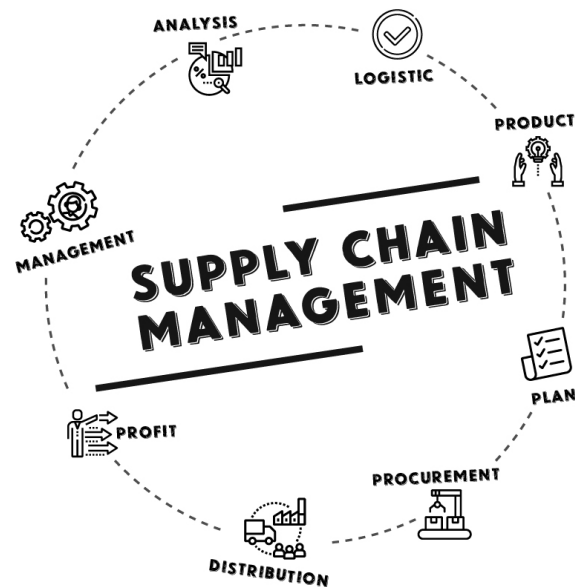 ANALYSIS
LOGISTIC
PRODUCT
MANAGEMENT
SUPPLY CHAIN
MANAGEMENT
PLAN
PROFIT
PROCUREMENT
DISTRIBUTION